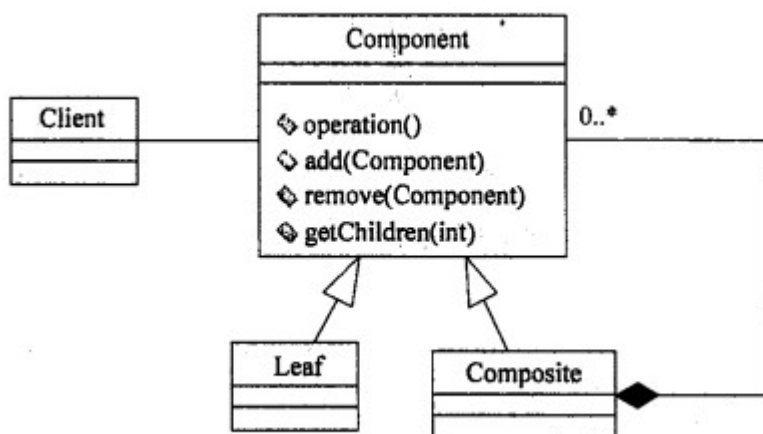 Component
Client
0..*
operation()
add(Component)
remove(Component)
getChildren(int)
Leaf
Composite